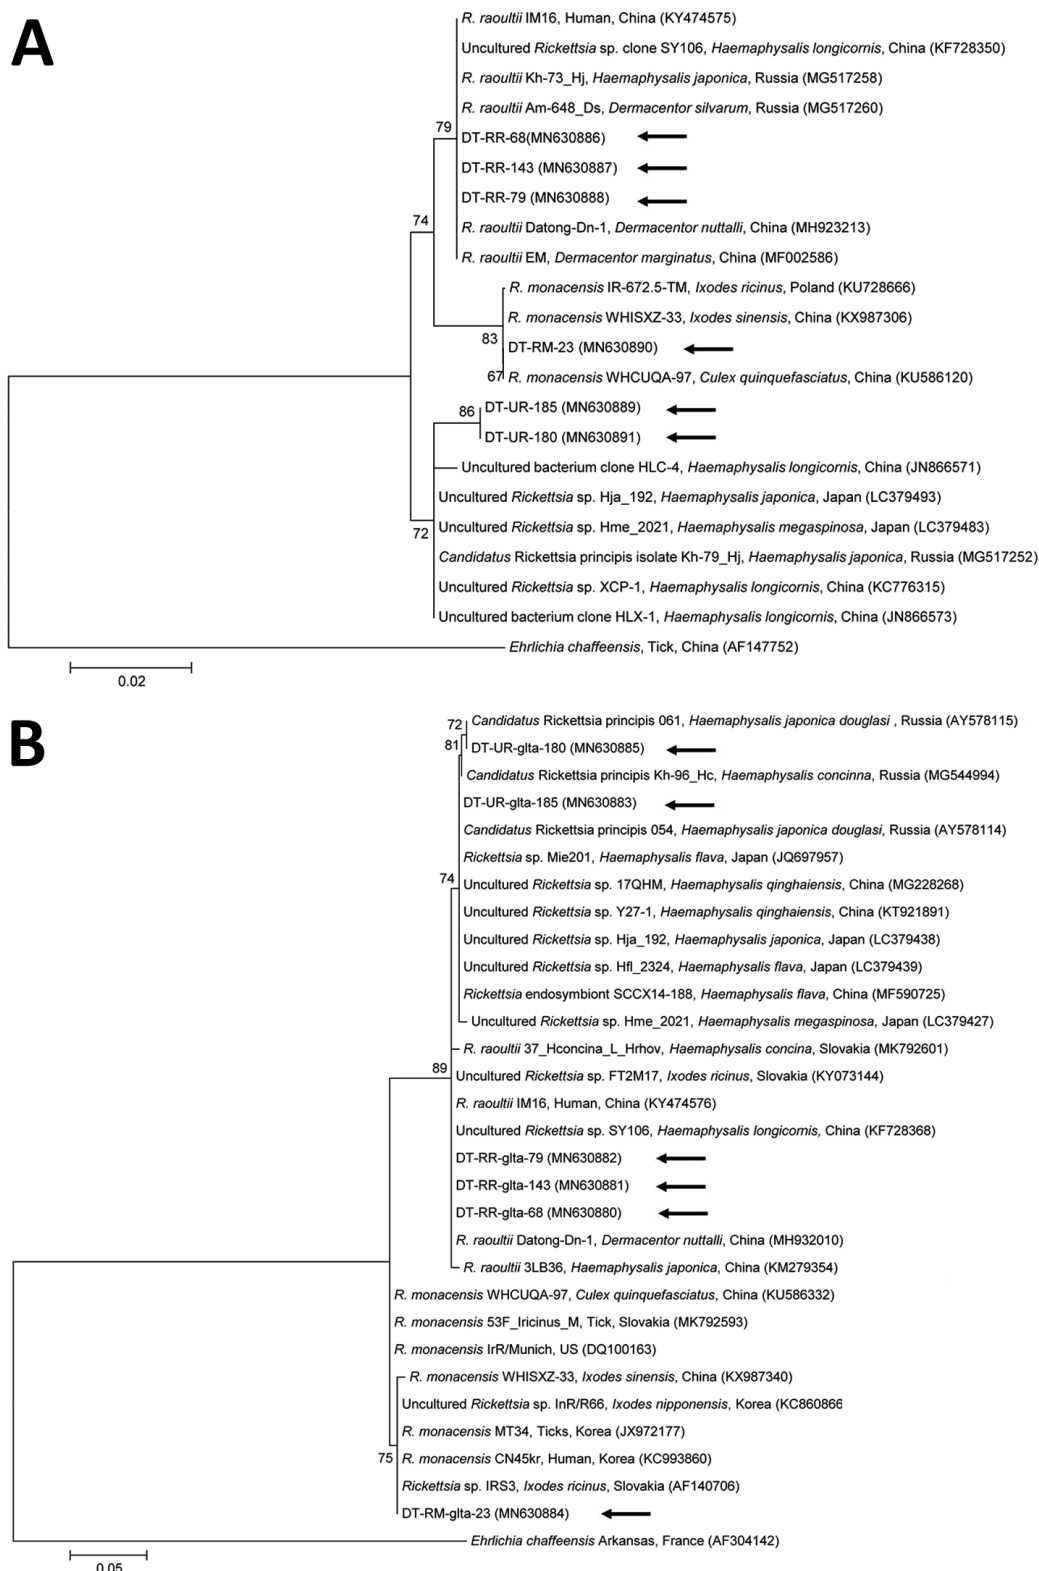 A
R. raoultii IM16, Human, China (KY474575)
Uncultured Rickettsia sp. clone SY106, Haemaphysalis longicornis, China (KF728350)
R. raoultii Kh-73_Hj, Haemaphysalis japonica, Russia (MG517258)
R. raoultii Am-648_Ds, Dermacentor silvarum, Russia (MG517260)
79
DT-RR-68(MN630886)
DT-RR-143 (MN630887)
DT-RR-79 (MN630888)
74
R. raoultii Datong-Dn-1, Dermacentor nuttalli, China (MH923213)
R. raoultii EM, Dermacentor marginatus, China (MF002586)
R. monacensis IR-672.5-TM, Ixodes ricinus, Poland (KU728666)
R. monacensis WHISXZ-33, Ixodes sinensis, China (KX987306)
83
DT-RM-23 (MN630890)
67
R. monacensis WHCUQA-97, Culex quinquefasciatus, China (KU586120)
86
DT-UR-185 (MN630889)
DT-UR-180 (MN630891)
Uncultured bacterium clone HLC-4, Haemaphysalis longicornis, China (JN866571)
Uncultured Rickettsia sp. Hja_192, Haemaphysalis japonica, Japan (LC379493)
Uncultured Rickettsia sp. Hme_2021, Haemaphysalis megaspinosa, Japan (LC379483)
72
Candidatus Rickettsia principis isolate Kh-79_Hj, Haemaphysalis japonica, Russia (MG517252)
Uncultured Rickettsia sp. XCP-1, Haemaphysalis longicornis, China (KC776315)
Uncultured bacterium clone HLX-1, Haemaphysalis longicornis, China (JN866573)
Ehrlichia chaffeensis, Tick, China (AF147752)
0.02
B
72
Candidatus Rickettsia principis 061, Haemaphysalis japonica douglasi , Russia (AY578115)
81
DT-UR-glta-180 (MN630885)
Candidatus Rickettsia principis Kh-96_Hc, Haemaphysalis concinna, Russia (MG544994)
DT-UR-glta-185 (MN630883)
Candidatus Rickettsia principis 054, Haemaphysalis japonica douglasi, Russia (AY578114)
Rickettsia sp. Mie201, Haemaphysalis flava, Japan (JQ697957)
74
Uncultured Rickettsia sp. 17QHM, Haemaphysalis qinghaiensis, China (MG228268)
Uncultured Rickettsia sp. Y27-1, Haemaphysalis qinghaiensis, China (KT921891)
Uncultured Rickettsia sp. Hja_192, Haemaphysalis japonica, Japan (LC379438)
Uncultured Rickettsia sp. Hfl_2324, Haemaphysalis flava, Japan (LC379439)
Rickettsia endosymbiont SCCX14-188, Haemaphysalis flava, China (MF590725)
Uncultured Rickettsia sp. Hme_2021, Haemaphysalis megaspinosa, Japan (LC379427)
R. raoultii 37_Hconcina_L_Hrhov, Haemaphysalis concina, Slovakia (MK792601)
89
Uncultured Rickettsia sp. FT2M17, Ixodes ricinus, Slovakia (KY073144)
R. raoultii IM16, Human, China (KY474576)
Uncultured Rickettsia sp. SY106, Haemaphysalis longicornis, China (KF728368)
DT-RR-glta-79 (MN630882)
DT-RR-glta-143 (MN630881)
DT-RR-glta-68 (MN630880)
R. raoultii Datong-Dn-1, Dermacentor nuttalli, China (MH932010)
R. raoultii 3LB36, Haemaphysalis japonica, China (KM279354)
R. monacensis WHCUQA-97, Culex quinquefasciatus, China (KU586332)
R. monacensis 53F_Iricinus_M, Tick, Slovakia (MK792593)
R. monacensis IrR/Munich, US (DQ100163)
R. monacensis WHISXZ-33, Ixodes sinensis, China (KX987340)
Uncultured Rickettsia sp. InR/R66, Ixodes nipponensis, Korea (KC860866
R. monacensis MT34, Ticks, Korea (JX972177)
75
R. monacensis CN45kr, Human, Korea (KC993860)
Rickettsia sp. IRS3, Ixodes ricinus, Slovakia (AF140706)
DT-RM-glta-23 (MN630884)
Ehrlichia chaffeensis Arkansas, France (AF304142)
0.05